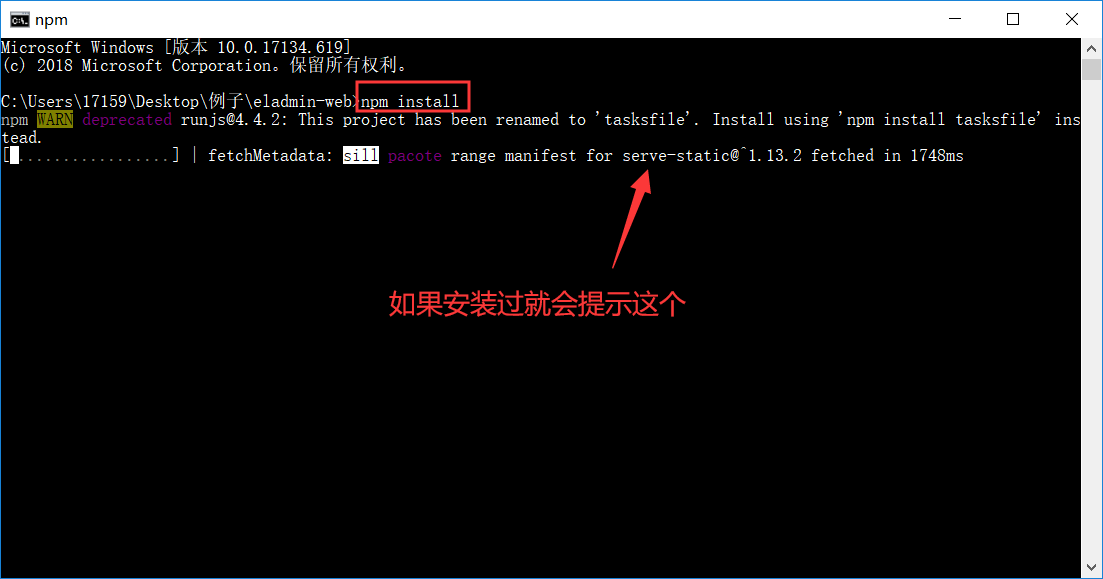 npm
Microsoft Windows [版本 10.0.17134.619]
(c) 2018 Microsoft Corporation。保留所有权利。
C:\Users\17159\Desktop\例子\eladmin-web>npm install
npm WARN deprecated runjs@4.4.2: This project has been renamed to 'tasksfile'. Install using 'npm install tasksfile' ins
tead.
[ .................] | fetchMetadata: sill pacote range manifest for serve-static@^1.13.2 fetched in 1748ms
如果安装过就会提示这个